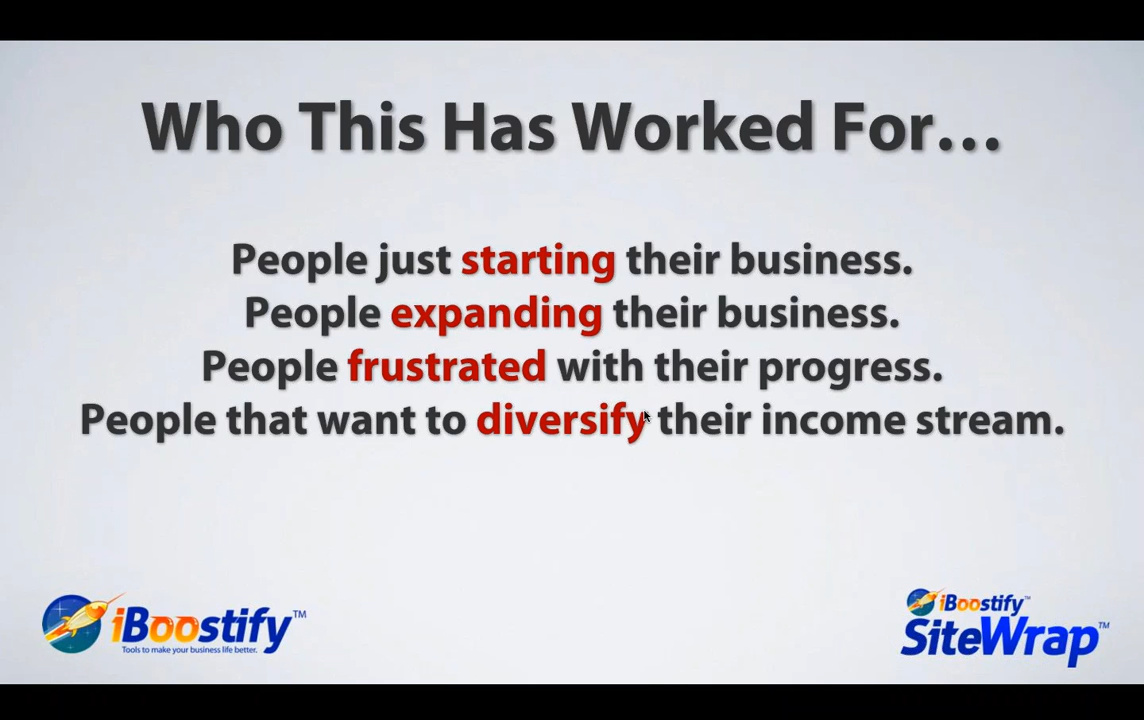 Who This Has Worked For...
People just starting their business.
People expanding their business.
People frustrated with their progress.
People that want to diversify their income stream.
iBoostify™
Tools to make your business life better.
iBoostify™
SiteWrap™